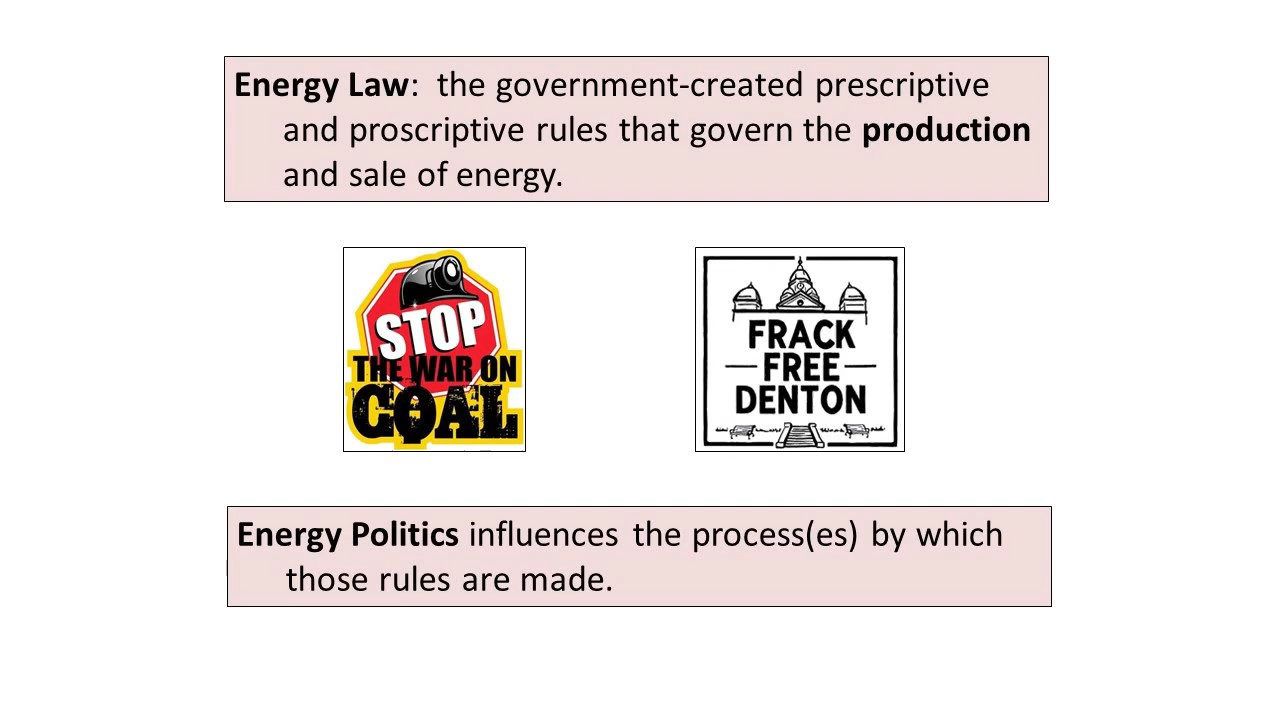 Energy Law:  the government-created prescriptive
and proscriptive rules that govern the production
and sale of energy.
STOP
THE WAR ON
COAL
FRACK
FREE
DENTON
Energy Politics influences the process(es) by which
those rules are made.